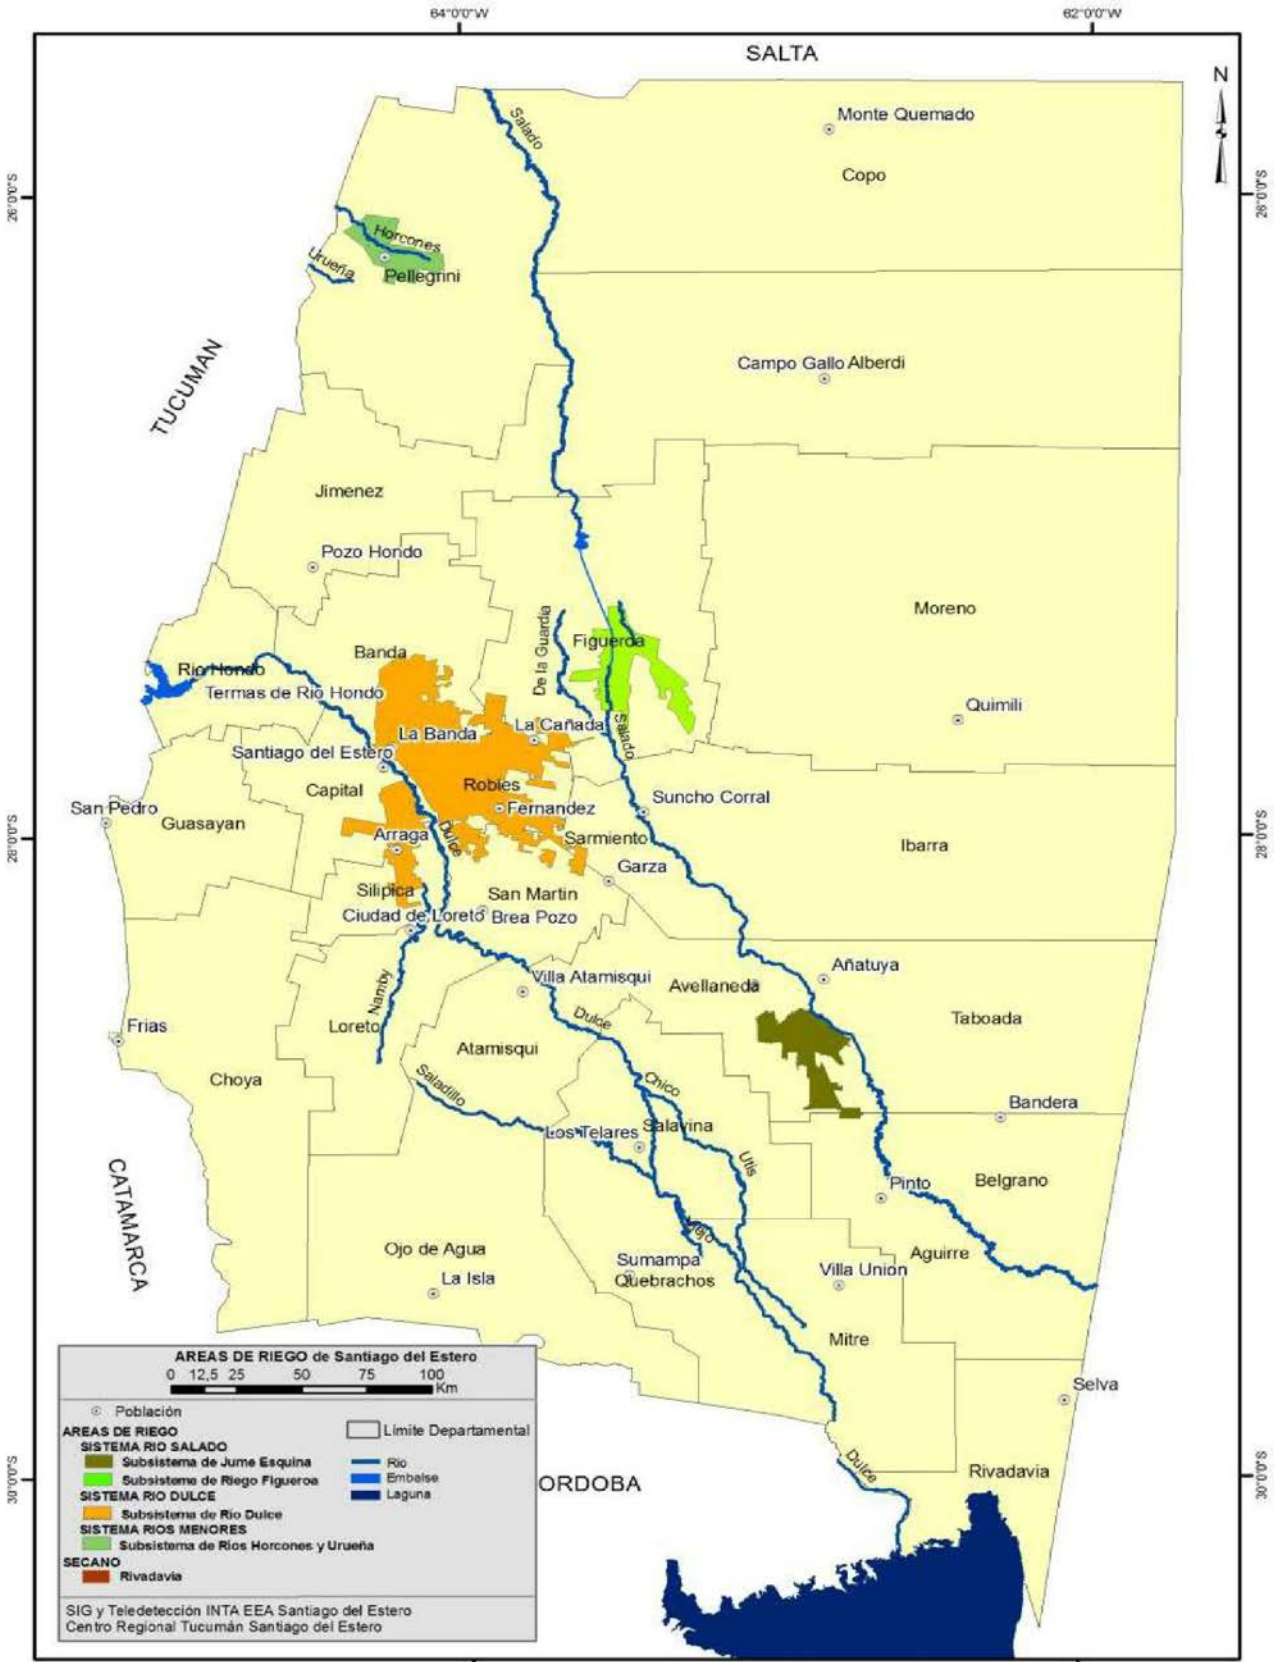 64°0'0"W
62°0'0"W
SALTA
N
Salado
Monte Quemado
Copo
26°0'0"S
26°0'0"S
Horcones
Urueña
Pellegrini
TUCUMAN
Campo Gallo
Alberdi
Jimenez
Pozo Hondo
Moreno
De la Guardia
Figueroa
Banda
Rio Hondo
Termas de Rio Hondo
Quimili
La Banda
La Cañada
Salado
Santiago del Estero
Capital
Robles
San Pedro
Guasayan
Fernandez
Suncho Corral
28°0'0"S
28°0'0"S
Arraga
Dulce
Sarmiento
Ibarra
Garza
Silipica
San Martin
Ciudad de Loreto
Brea Pozo
Namby
Villa Atamisqui
Avellaneda
Añatuya
Loreto
Dulce
Taboada
Frias
Atamisqui
Choya
Saladillo
Chico
Bandera
Los Telares
Salavina
Utis
CATAMARCA
Pinto
Belgrano
Viejo
Ojo de Agua
Aguirre
Sumampa
La Isla
Quebrachos
Villa Union
Mitre
Selva
Dulce
Rivadavia
30°0'0"S
30°0'0"S
ORDOBA
AREAS DE RIEGO de Santiago del Estero
0 12,5 25 50 75 100
Km
Población
AREAS DE RIEGO
Límite Departamental
SISTEMA RIO SALADO
Subsistema de Jume Esquina
Rio
Subsistema de Riego Figueroa
Embalse
SISTEMA RIO DULCE
Laguna
Subsistema de Rio Dulce
SISTEMA RIOS MENORES
Subsistema de Rios Horcones y Urueña
SECANO
Rivadavia
SIG y Teledetección INTA EEA Santiago del Estero
Centro Regional Tucumán Santiago del Estero